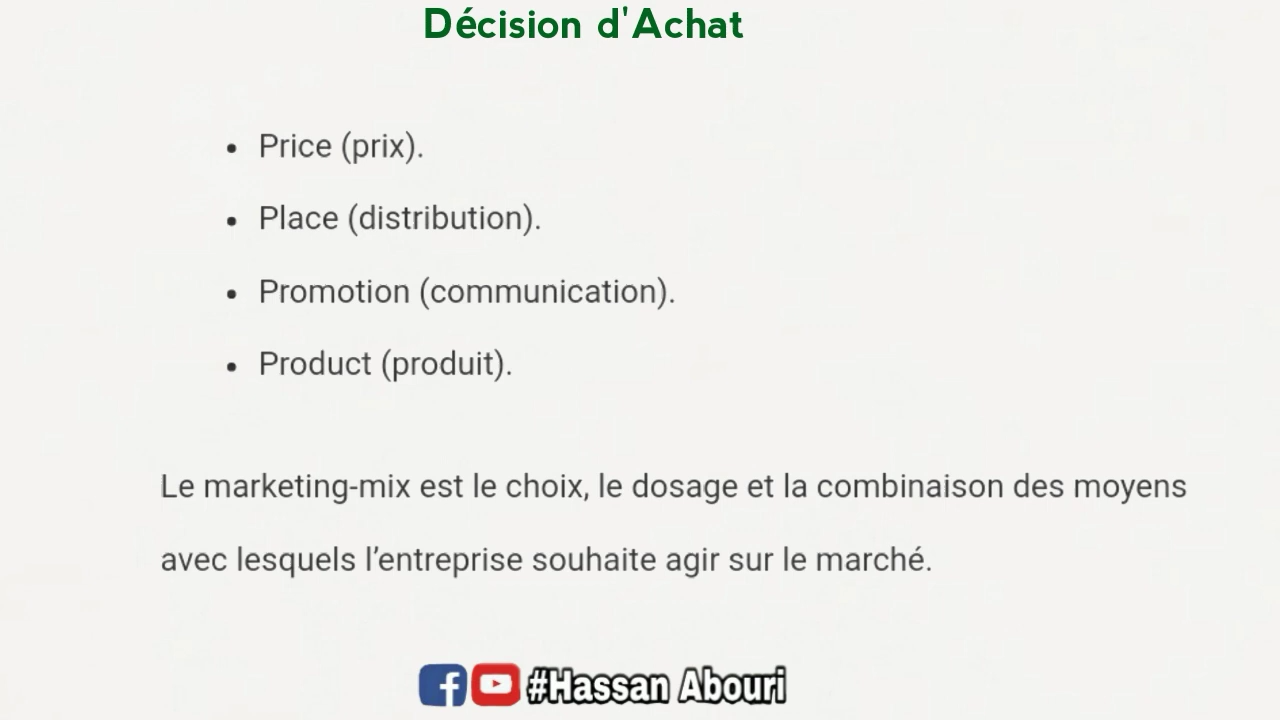 Décision d'Achat
• Price (prix).
• Place (distribution).
• Promotion (communication).
• Product (produit).
Le marketing-mix est le choix, le dosage et la combinaison des moyens
avec lesquels l’entreprise souhaite agir sur le marché.
#Hassan Abouri